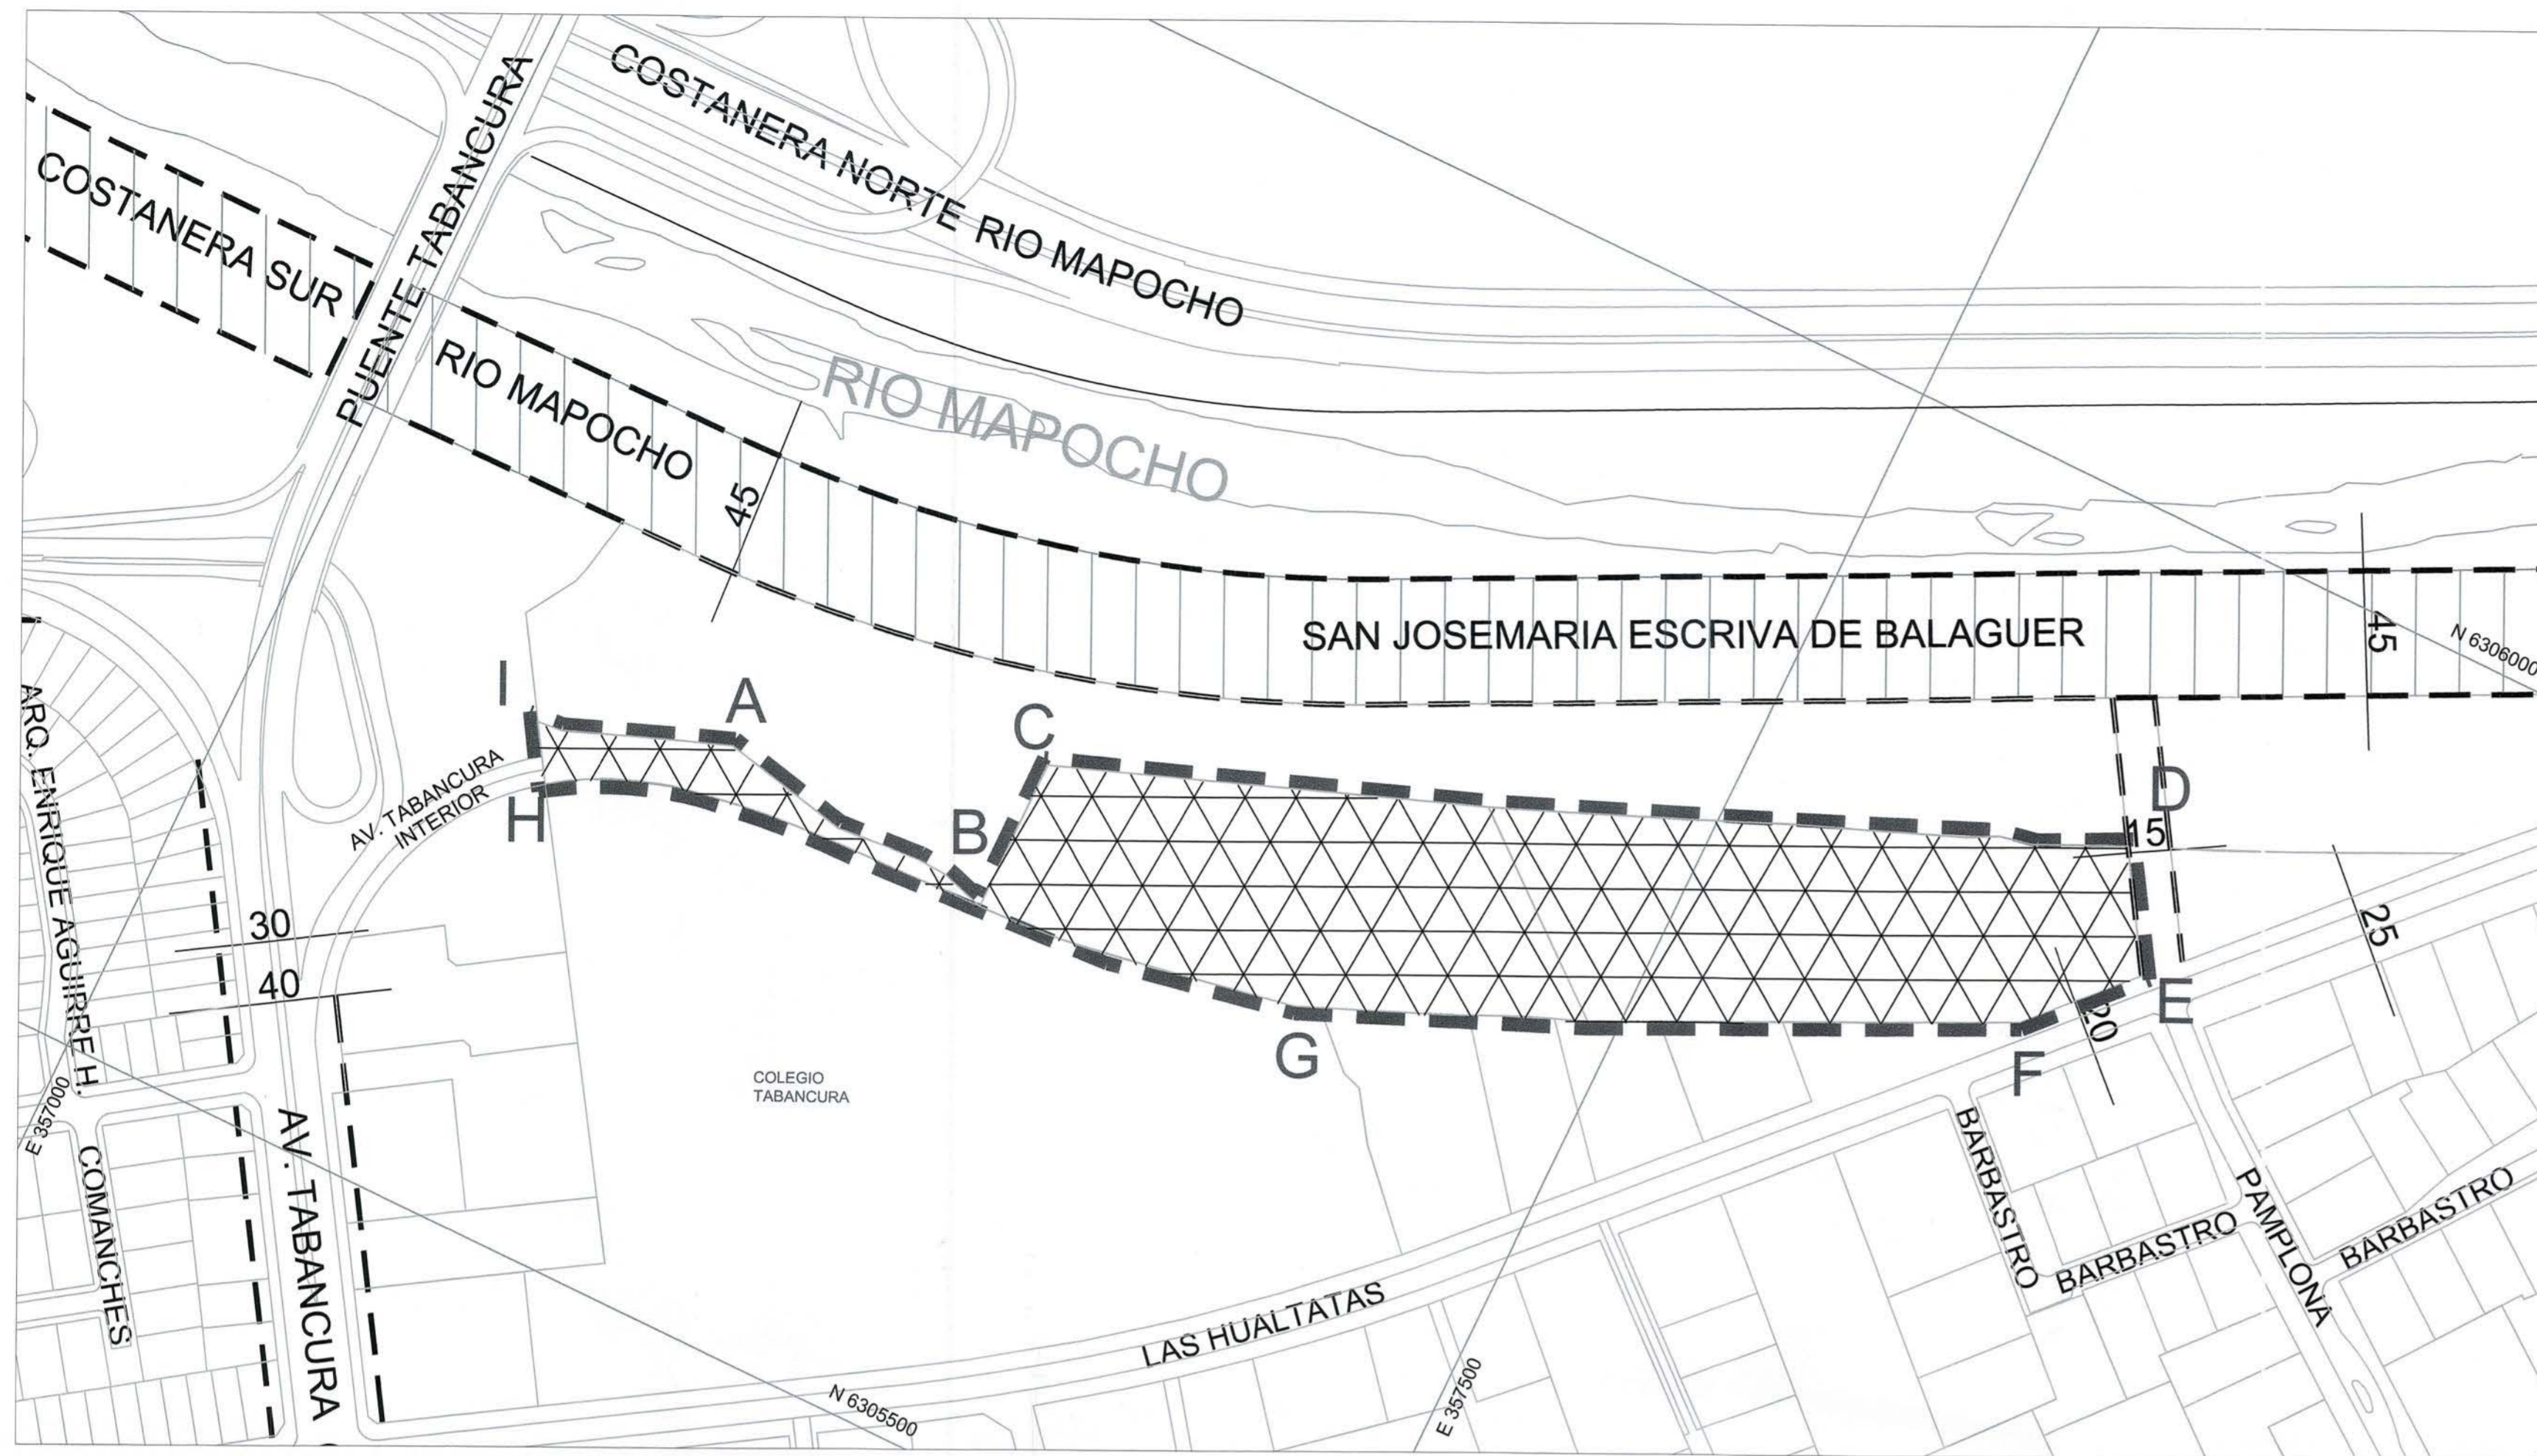 COSTANERA NORTE RIO MAPOCHO
PUENTE TABANCURA
COSTANERA SUR
RIO MAPOCHO
RIO MAPOCHO
45
SAN JOSEMARIA ESCRIVA DE BALAGUER
45
N 6306000
I
A
C
B
H
D
15
E
20
F
G
25
AV. TABANCURA
INTERIOR
ARQ. ENRIQUE AGUIRRE H.
30
40
COLEGIO
TABANCURA
E 357000
COMANCHES
AV. TABANCURA
BARBASTRO
BARBASTRO
PAMPLONA
BARBASTRO
LAS HUALTATAS
N 6305500
E 357500